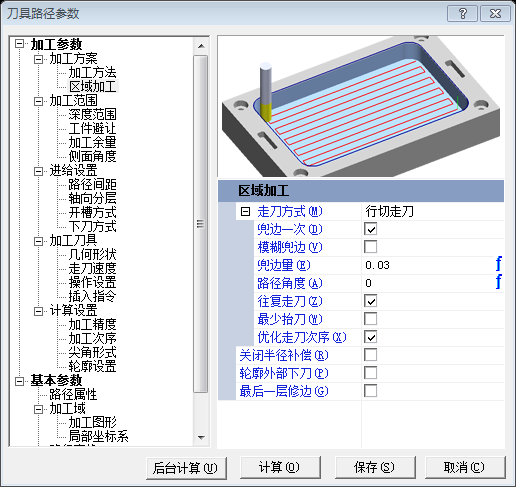 刀具路径参数
加工参数
加工方案
加工方法
区域加工
加工范围
深度范围
工件避让
加工余量
侧面角度
进给设置
路径间距
轴向分层
开槽方式
下刀方式
加工刀具
几何形状
走刀速度
操作设置
插入指令
计算设置
加工精度
加工次序
尖角形式
轮廓设置
基本参数
路径属性
加工域
加工图形
局部坐标系
区域加工
走刀方式(M) 行切走刀
兜边一次(D)
模糊兜边(V)
兜边量(E) 0.03 f
路径角度(A) 0 f
往复走刀(Z)
最少抬刀(W)
优化走刀次序(X)
关闭半径补偿(R)
轮廓外部下刀(P)
最后一层修边(G)
后台计算(U) 计算(O) 保存(S) 取消(C)